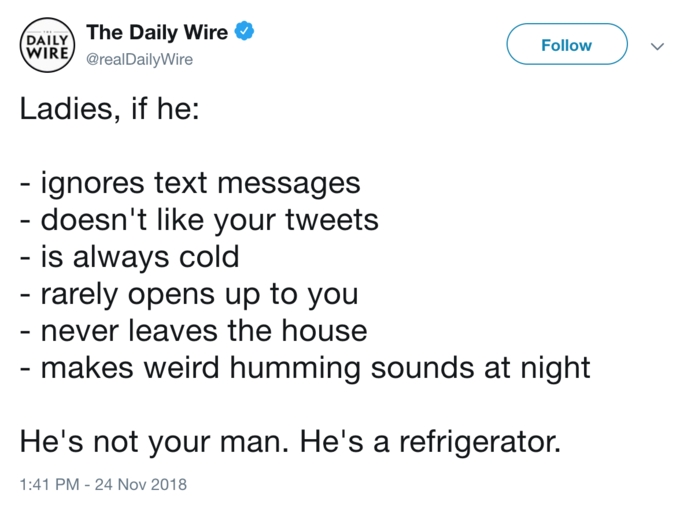 THE
DAILY
WIRE
The Daily Wire
@realDailyWire
Follow
Ladies, if he:
- ignores text messages
- doesn't like your tweets
- is always cold
- rarely opens up to you
- never leaves the house
- makes weird humming sounds at night
He's not your man. He's a refrigerator.
1:41 PM - 24 Nov 2018